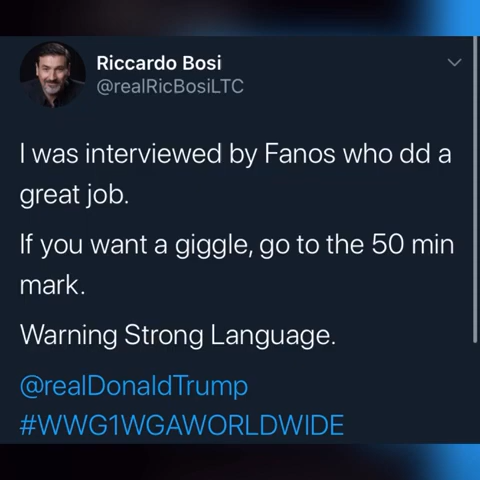 Riccardo Bosi
@realRicBosiLTC
I was interviewed by Fanos who dd a
great job.
If you want a giggle, go to the 50 min
mark.
Warning Strong Language.
@realDonaldTrump
#WWG1WGAWORLDWIDE